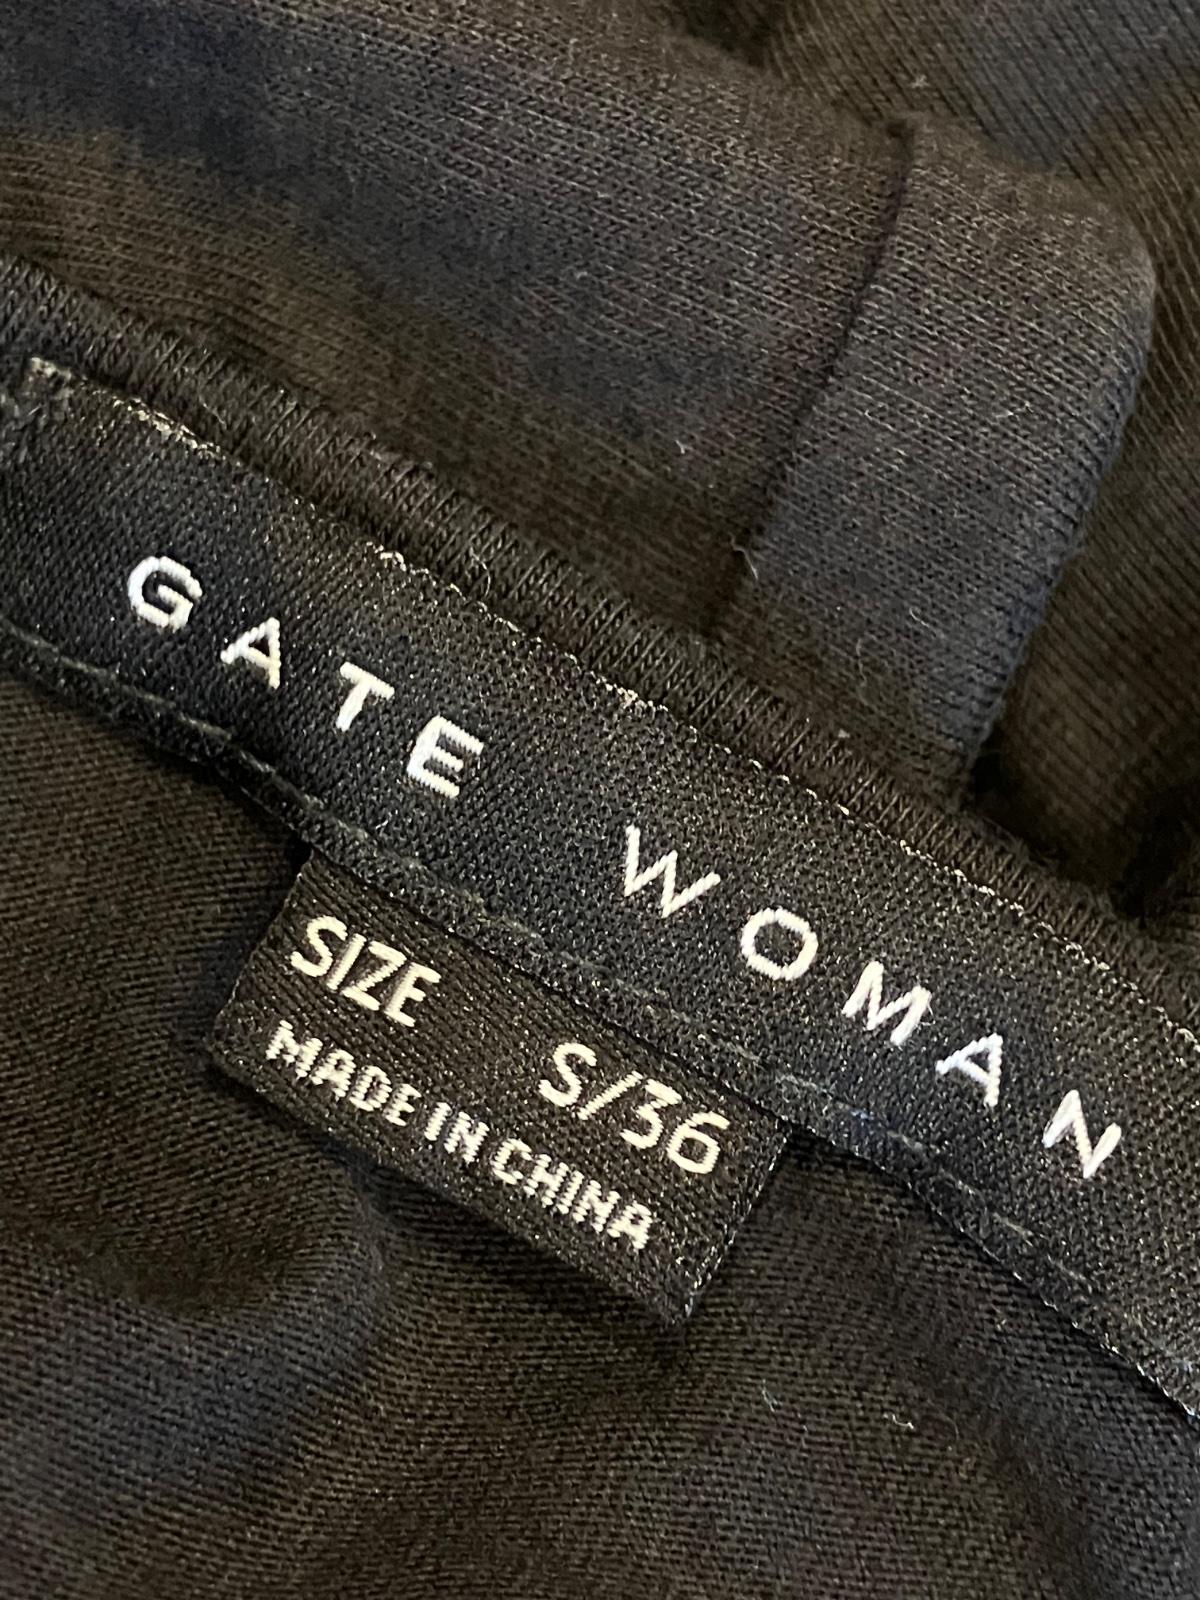 GATE WOMAN
SIZE
S/36
MADE IN CHINA